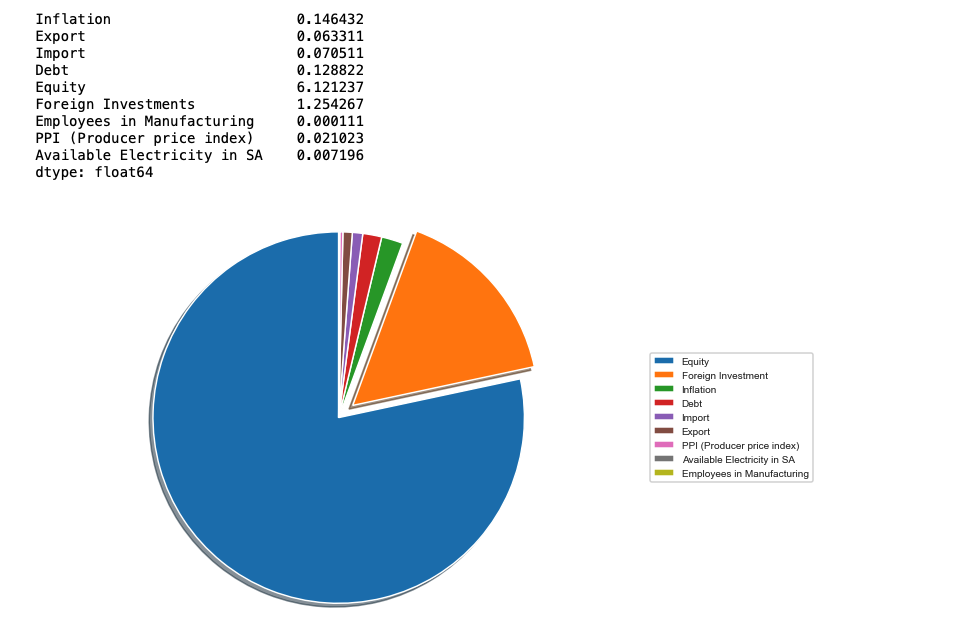 Inflation 0.146432
Export 0.063311
Import 0.070511
Debt 0.128822
Equity 6.121237
Foreign Investments 1.254267
Employees in Manufacturing 0.000111
PPI (Producer price index) 0.021023
Available Electricity in SA 0.007196
dtype: float64
Equity
Foreign Investment
Inflation
Debt
Import
Export
PPI (Producer price index)
Available Electricity in SA
Employees in Manufacturing